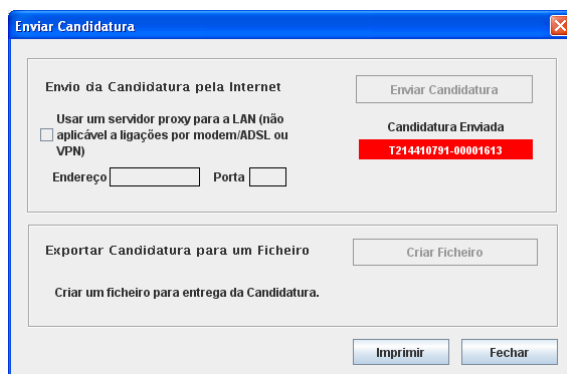 Enviar Candidatura
Envio da Candidatura pela Internet
Enviar Candidatura
Usar um servidor proxy para a LAN (não
aplicável a ligações por modem/ADSL ou
VPN)
Candidatura Enviada
T214410791-00001613
Endereço
Porta
Exportar Candidatura para um Ficheiro
Criar Ficheiro
Criar um ficheiro para entrega da Candidatura.
Imprimir
Fechar